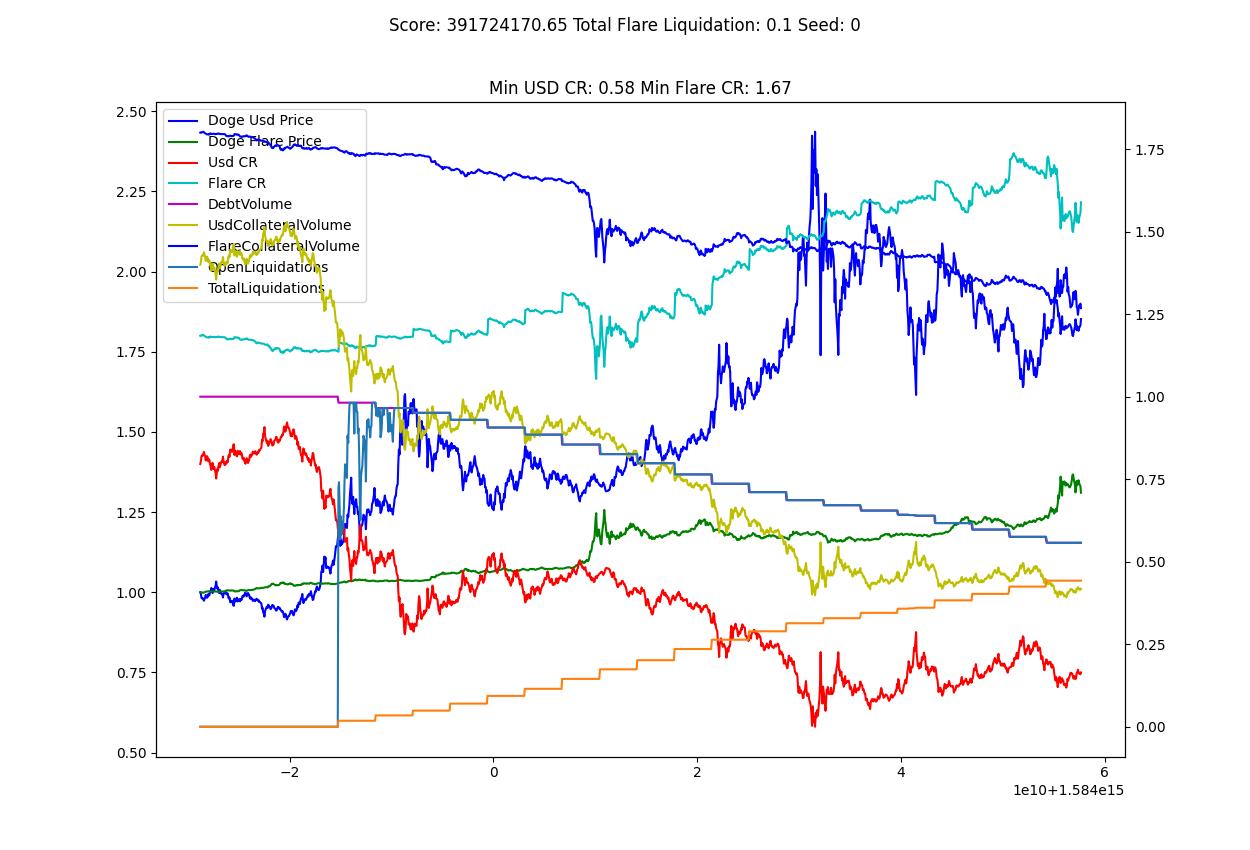 Score: 391724170.65 Total Flare Liquidation: 0.1 Seed: 0
Min USD CR: 0.58 Min Flare CR: 1.67
Doge Usd Price
Doge Flare Price
Usd CR
Flare CR
DebtVolume
UsdCollateralVolume
FlareCollateralVolume
OpenLiquidations
TotalLiquidations
2.50
2.25
2.00
1.75
1.50
1.25
1.00
0.75
0.50
1.75
1.50
1.25
1.00
0.75
0.50
0.25
0.00
−2 0 2 4 6
1e10+1.584e15